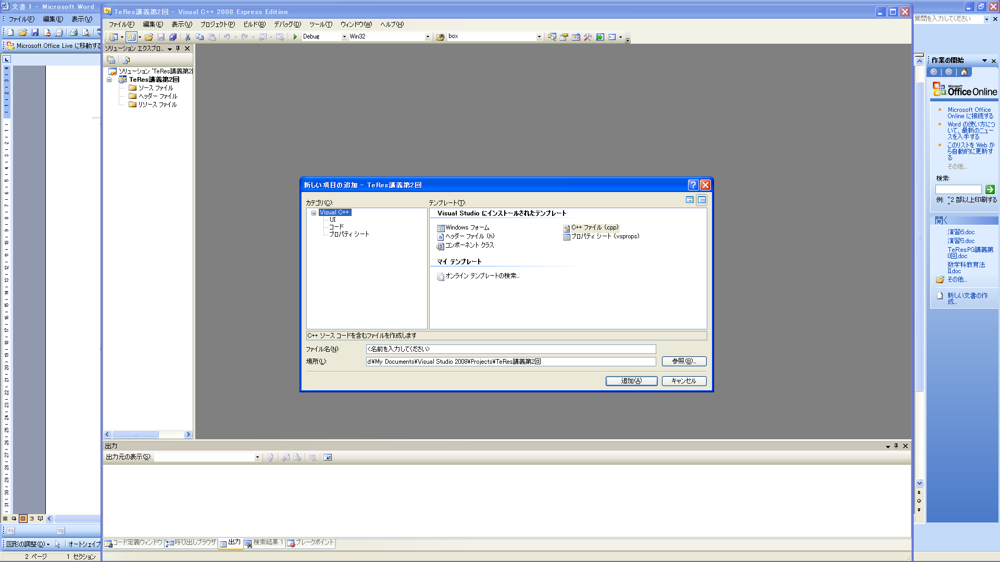 文書 1 - Microsoft Word
ファイル(F) 編集(E) 表示(V)
Microsoft Office Live に移動する
TeRes講義第2回 - Visual C++ 2008 Express Edition
ファイル(F) 編集(E) 表示(V) プロジェクト(P) ビルド(B) デバッグ(D) ツール(T) ウィンドウ(W) ヘルプ(H)
Debug Win32 box
ソリューション エクスプロ...
ソリューション 'TeRes講義第2
TeRes講義第2回
ソース ファイル
ヘッダー ファイル
リソース ファイル
新しい項目の追加 - TeRes講義第2回
カテゴリ(C): テンプレート(T):
Visual C++
UI
コード
プロパティ シート
Visual Studio にインストールされたテンプレート
Windows フォーム C++ ファイル (cpp)
ヘッダー ファイル (h) プロパティ シート (vsprops)
コンポーネント クラス
マイ テンプレート
オンライン テンプレートの検索...
C++ ソース コードを含むファイルを作成します
ファイル名(N): <名前を入力してください>
場所(L): d:¥My Documents¥Visual Studio 2008¥Projects¥TeRes講義第2回 参照(B)...
追加(A) キャンセル
出力
出力元の表示(S):
コード定義ウィンドウ 呼び出しブラウザ 出力 検索結果 1 ブレークポイント
質問を入力してください
作業の開始
Microsoft Office Online
Microsoft Office
Online に接続する
Word の使い方につ
いて、最新のニュー
スを入手する
このリストを Web か
ら自動的に更新す
る
その他...
検索:
例: "2 部以上印刷する
"
開く
演習6.doc
演習5.doc
TeResPG講義第
0回.doc
数学科教育法
II.doc
その他...
新しい文書の作
成...
F1 F2
図形の調整(D) オートシェイプ
2 ページ 1 セクション